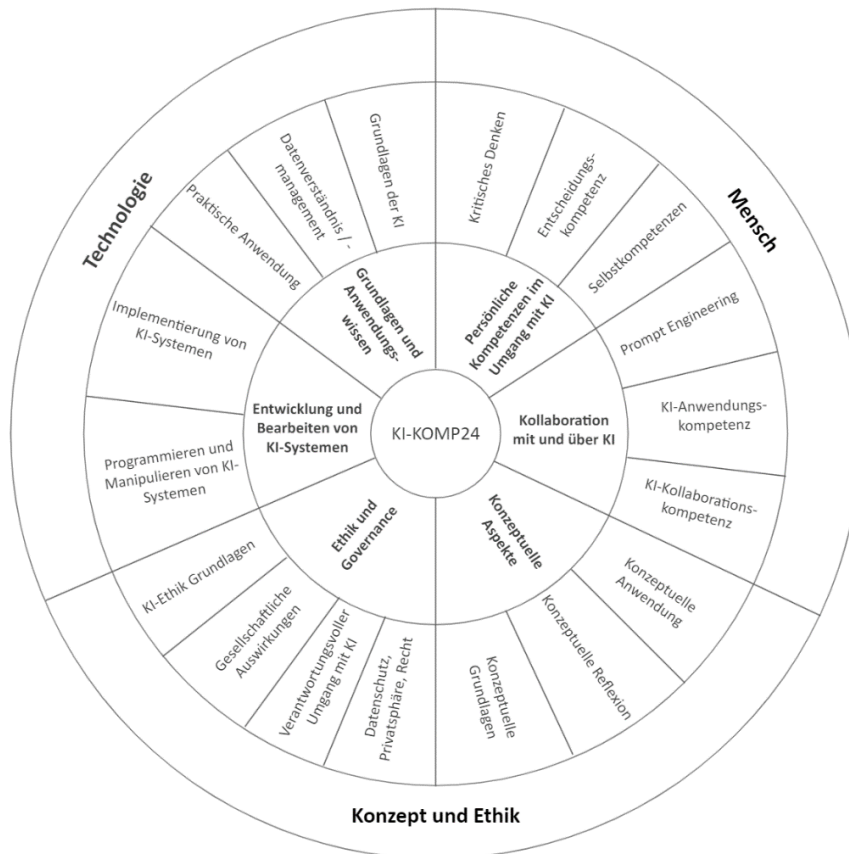 Technologie
Mensch
Konzept und Ethik
KI-KOMP24
Grundlagen und
Anwendungs-
wissen
Persönliche
Kompetenzen im
Umgang mit KI
Kollaboration
mit und über KI
Konzeptuelle
Aspekte
Ethik und
Governance
Entwicklung und
Bearbeiten von
KI-Systemen
Grundlagen der KI
Datenverständnis / -
management
Praktische Anwendung
Implementierung von
KI-Systemen
Programmieren und
Manipulieren von KI-
Systemen
Kritisches Denken
Entscheidungs-
kompetenz
Selbstkompetenzen
Prompt Engineering
KI-Anwendungs-
kompetenz
KI-Kollaborations-
kompetenz
Konzeptuelle
Anwendung
Konzeptuelle Reflexion
Konzeptuelle
Grundlagen
Datenschutz,
Privatsphäre, Recht
Verantwortungsvoller
Umgang mit KI
Gesellschaftliche
Auswirkungen
KI-Ethik Grundlagen